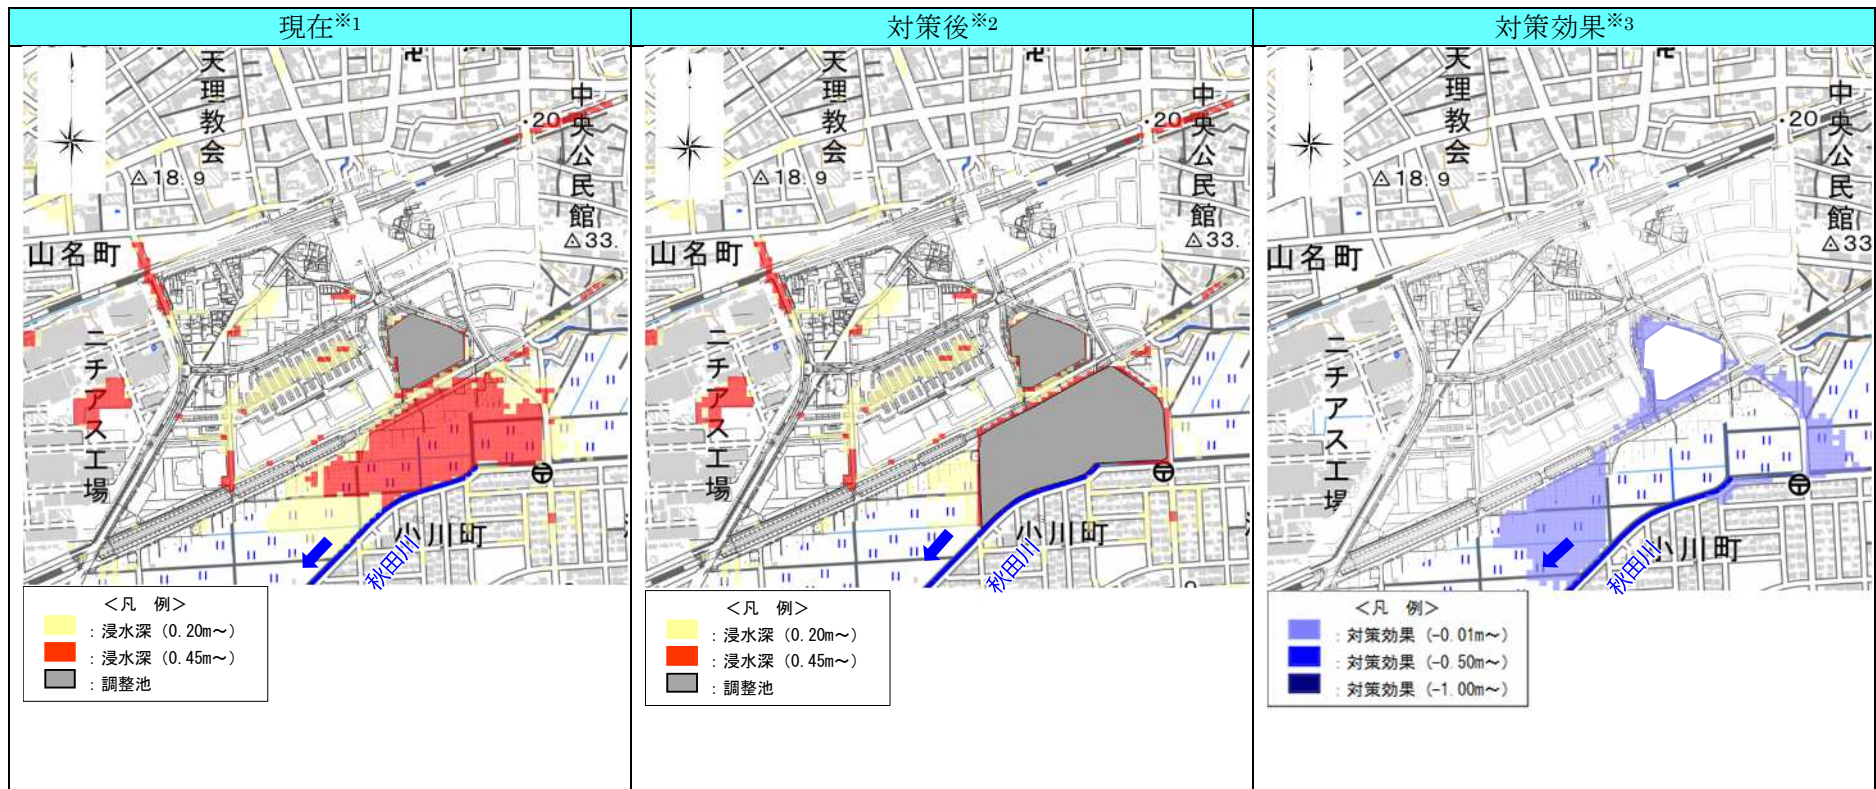 現在※1
対策後※2
対策効果※3
天理教会
中央公民館
20
△18.9
△33.
山名町
ニチアス工場
小川町
秋田川
<凡 例>
：浸水深（0.20m～）
：浸水深（0.45m～）
：調整池
天理教会
中央公民館
20
△18.9
△33.
山名町
ニチアス工場
小川町
秋田川
<凡 例>
：浸水深（0.20m～）
：浸水深（0.45m～）
：調整池
天理教会
中央公民館
20
△18.9
△33
山名町
ニチアス工場
小川町
秋田川
<凡 例>
：対策効果（-0.01m～）
：対策効果（-0.50m～）
：対策効果（-1.00m～）